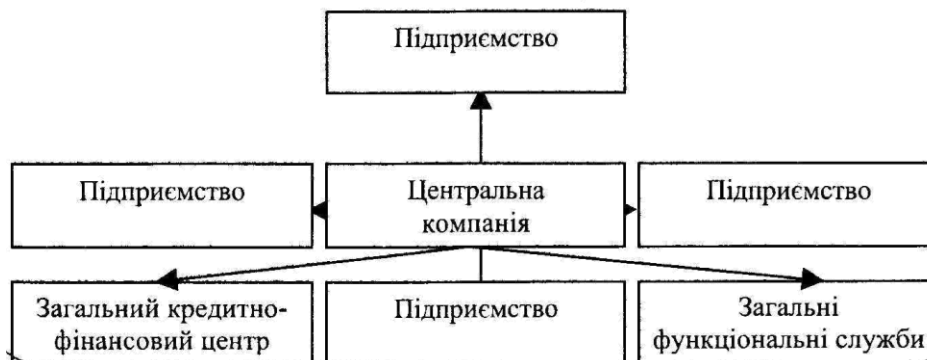 Підприємство
Підприємство
Центральна
компанія
Підприємство
Загальний кредитно-
фінансовий центр
Підприємство
Загальні
функціональні служби